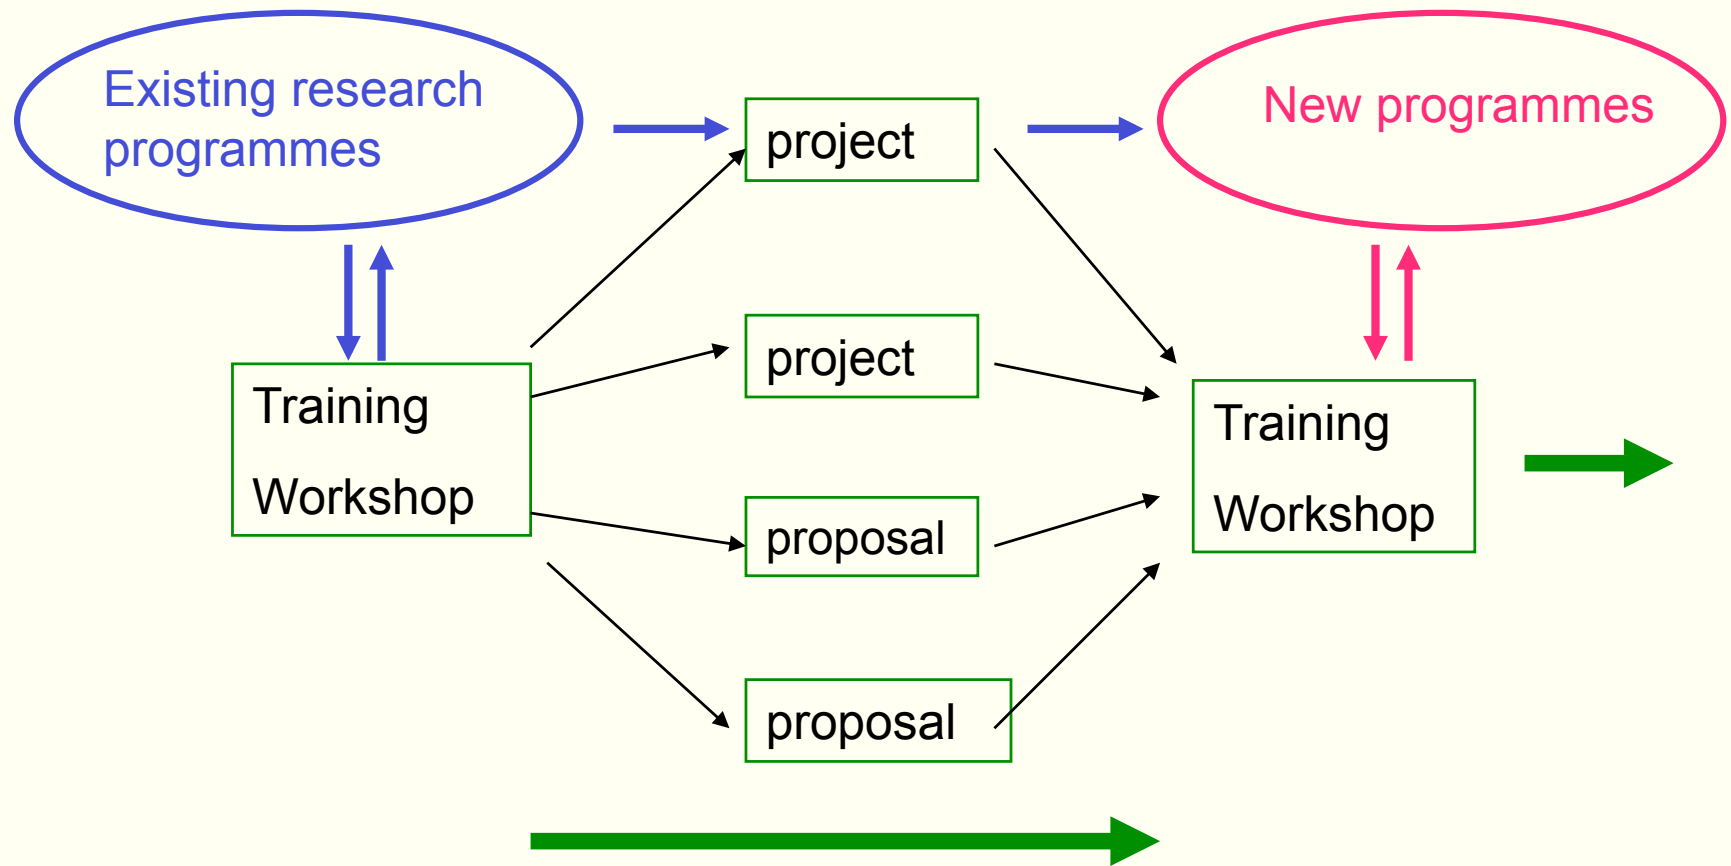 Existing research
programmes
project
New programmes
project
Training
Workshop
Training
Workshop
proposal
proposal